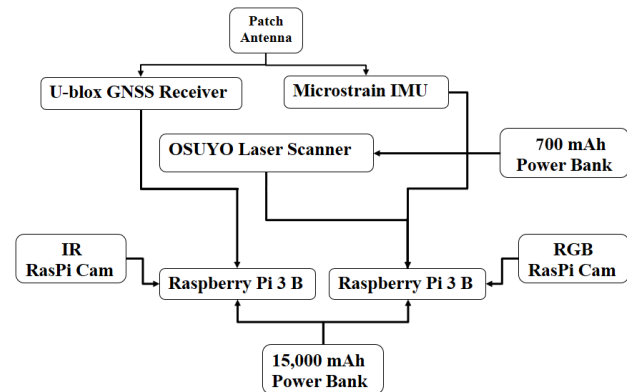 Patch
Antenna
U-blox GNSS Receiver
Microstrain IMU
OSUYO Laser Scanner
700 mAh
Power Bank
IR
RasPi Cam
Raspberry Pi 3 B
Raspberry Pi 3 B
RGB
RasPi Cam
15,000 mAh
Power Bank